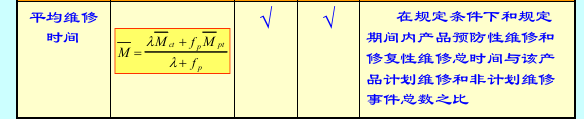 平均维修
时间
M̅ = (λM̅ct + fpM̅pt) / (λ + fp)
√
√
在规定条件下和规定
期间内产品预防性维修和
修复性维修总时间与该产
品计划维修和非计划维修
事件总数之比